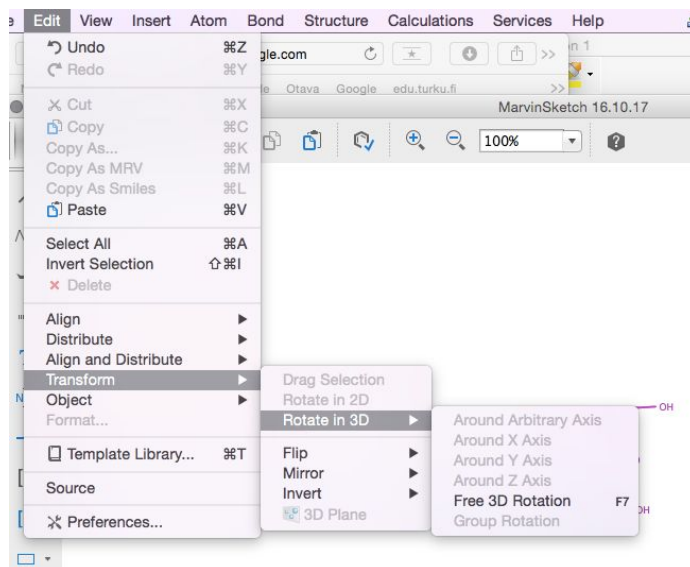 Edit View Insert Atom Bond Structure Calculations Services Help
Undo ⌘Z
Redo ⌘Y
gle.com
n 1
Cut ⌘X
Otava Google edu.turku.fi
Copy ⌘C
MarvinSketch 16.10.17
Copy As... ⌘K
100%
Copy As MRV ⌘M
Copy As Smiles ⌘L
Paste ⌘V
Select All ⌘A
Invert Selection ⇧⌘I
Delete
Align
Distribute
Align and Distribute
Transform
Object
Format...
Template Library... ⌘T
Source
Preferences...
Drag Selection
Rotate in 2D
Rotate in 3D
Flip
Mirror
Invert
3D Plane
Around Arbitrary Axis
Around X Axis
Around Y Axis
Around Z Axis
Free 3D Rotation F7
Group Rotation
OH
OH